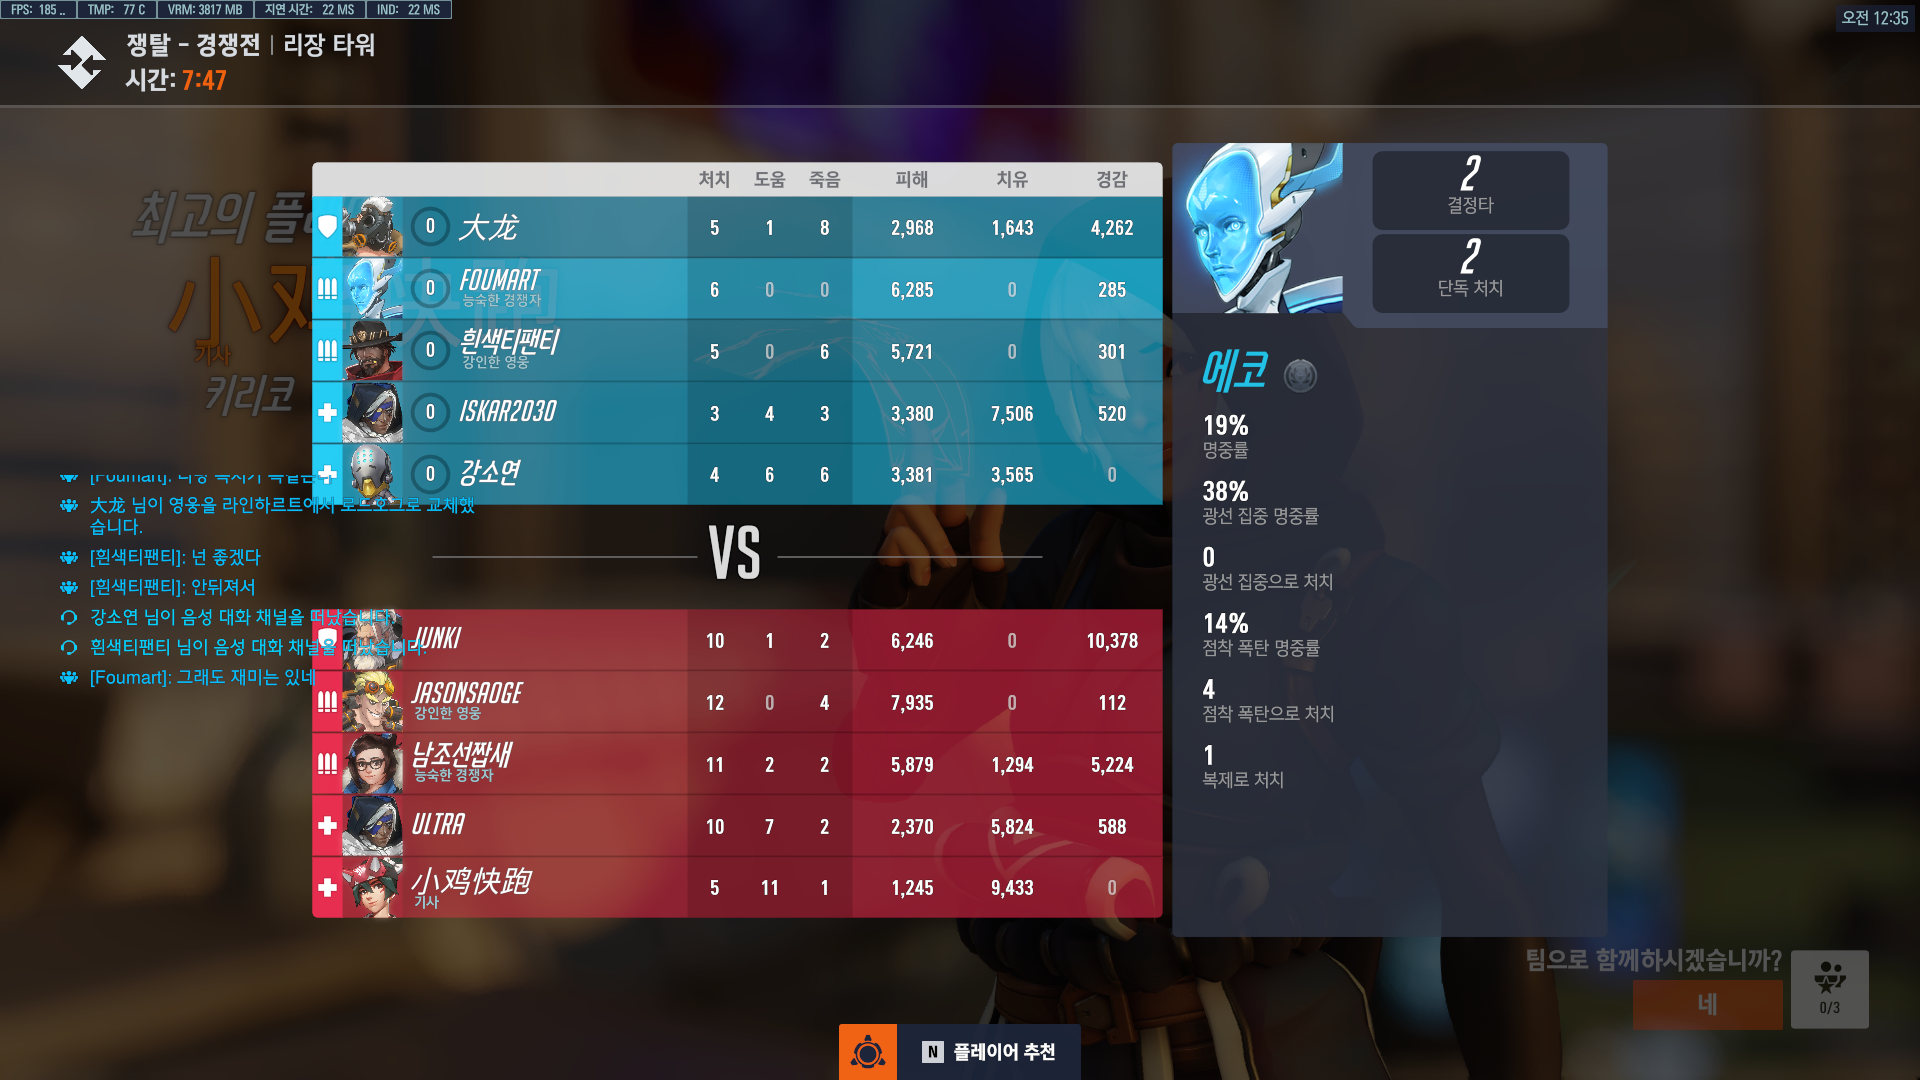 FPS: 185 .. TMP: 77 C VRM: 3817 MB 지연 시간: 22 MS IND: 22 MS
오전 12:35
쟁탈 - 경쟁전 | 리장 타워
시간: 7:47
최고의
小鸡
기사
키리코
처치 도움 죽음 피해 치유 경감
0 大龙 5 1 8 2,968 1,643 4,262
0 FOUMART 6 0 0 6,285 0 285
능숙한 경쟁자
0 흰색티팬티 5 0 6 5,721 0 301
강인한 영웅
0 ISKAR2030 3 4 3 3,380 7,506 520
0 강소연 4 6 6 3,381 3,565 0
VS
JUNKI 10 1 2 6,246 0 10,378
JASONSAOGE 12 0 4 7,935 0 112
강인한 영웅
남조선짭새 11 2 2 5,879 1,294 5,224
능숙한 경쟁자
ULTRA 10 7 2 2,370 5,824 588
小鸡快跑 5 11 1 1,245 9,433 0
기사
[Foumart]:
大龙 님이 영웅을 라인하르트에서 로드호그로 교체했
습니다.
[흰색티팬티]: 넌 좋겠다
[흰색티팬티]: 안뒤져서
강소연 님이 음성 대화 채널을 떠났습니다.
흰색티팬티 님이 음성 대화 채널을 떠났습니다.
[Foumart]: 그래도 재미는 있네
2
결정타
2
단독 처치
에코
19%
명중률
38%
광선 집중 명중률
0
광선 집중으로 처치
14%
점착 폭탄 명중률
4
점착 폭탄으로 처치
1
복제로 처치
팀으로 함께하시겠습니까?
네
0/3
N 플레이어 추천